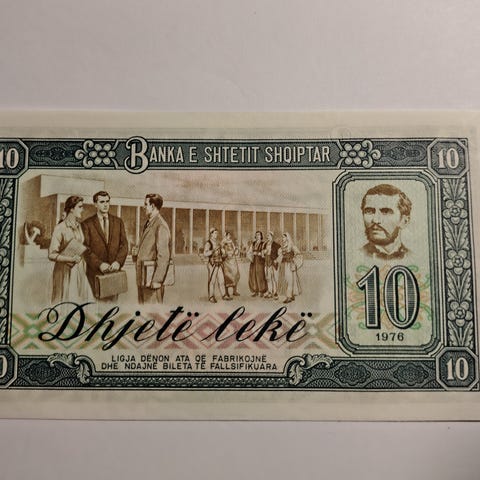 10
BANKA E SHTETIT SHQIPTAR
10
Dhjetë lekë
10
1976
LIGJA DËNON ATA QË FABRIKOJNË
DHE NDAJNË BILETA TË FALLSIFIKUARA
0
10